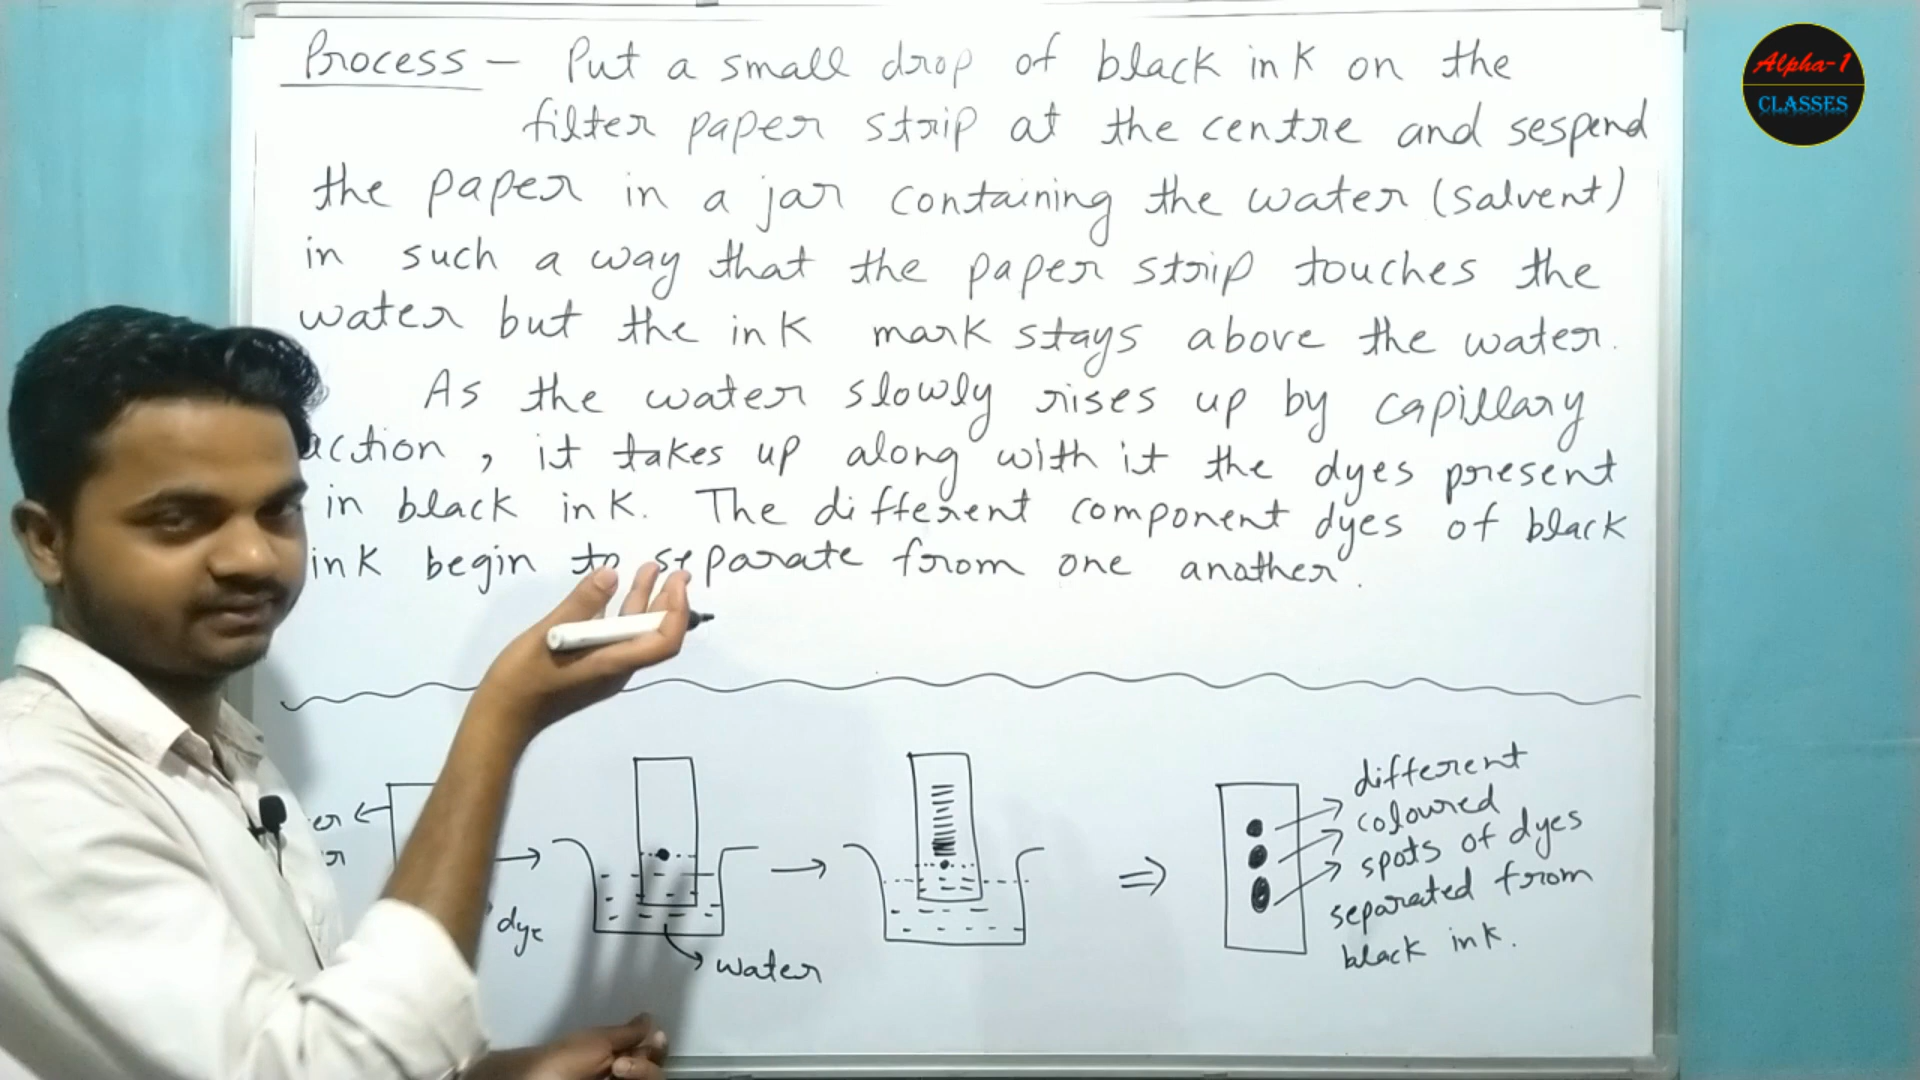 Process - Put a small drop of black ink on the
filter paper strip at the centre and sespend
the paper in a jar containing the water (salvent)
in such a way that the paper strip touches the
water but the ink mark stays above the water.
As the water slowly rises up by capillary
action, it takes up along with it the dyes present
in black ink. The different component dyes of black
ink begin to separate from one another.
dye
water
different
coloured
spots of dyes
separated from
black ink.
Alpha-1
CLASSES